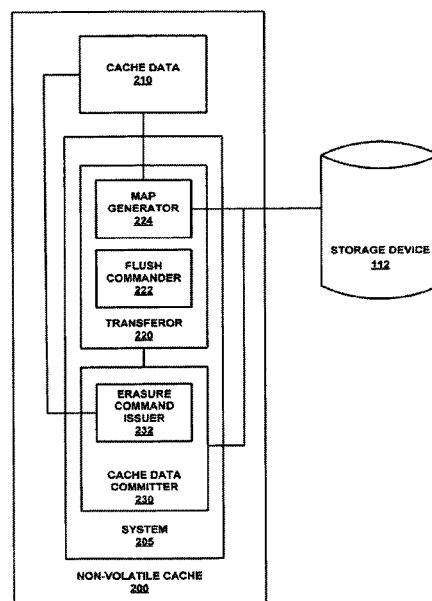 CACHE DATA
210
MAP
GENERATOR
224
FLUSH
COMMANDER
222
TRANSFEROR
220
ERASURE
COMMAND
ISSUER
232
CACHE DATA
COMMITTER
230
SYSTEM
205
NON-VOLATILE CACHE
200
STORAGE DEVICE
112